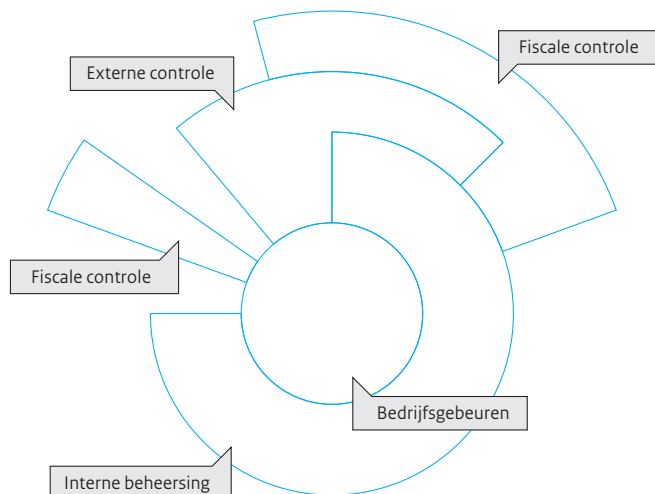 Fiscale controle
Externe controle
Fiscale controle
Bedrijfsgebeuren
Interne beheersing